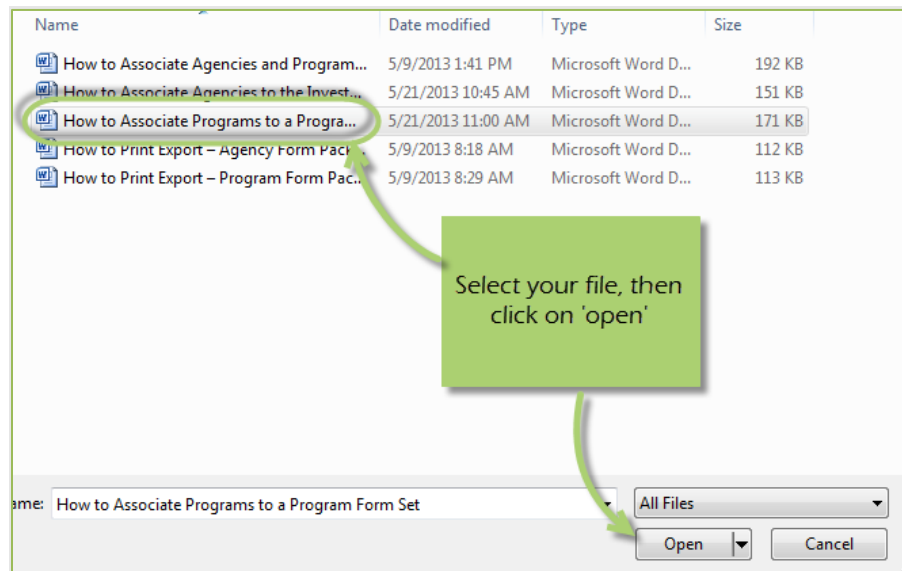 Name Date modified Type Size
How to Associate Agencies and Program... 5/9/2013 1:41 PM Microsoft Word D... 192 KB
How to Associate Agencies to the Invest... 5/21/2013 10:45 AM Microsoft Word D... 151 KB
How to Associate Programs to a Progra... 5/21/2013 11:00 AM Microsoft Word D... 171 KB
How to Print Export – Agency Form Pack... 5/9/2013 8:18 AM Microsoft Word D... 112 KB
How to Print Export – Program Form Pac... 5/9/2013 8:29 AM Microsoft Word D... 113 KB
Select your file, then
click on 'open'
ame: How to Associate Programs to a Program Form Set All Files
Open Cancel